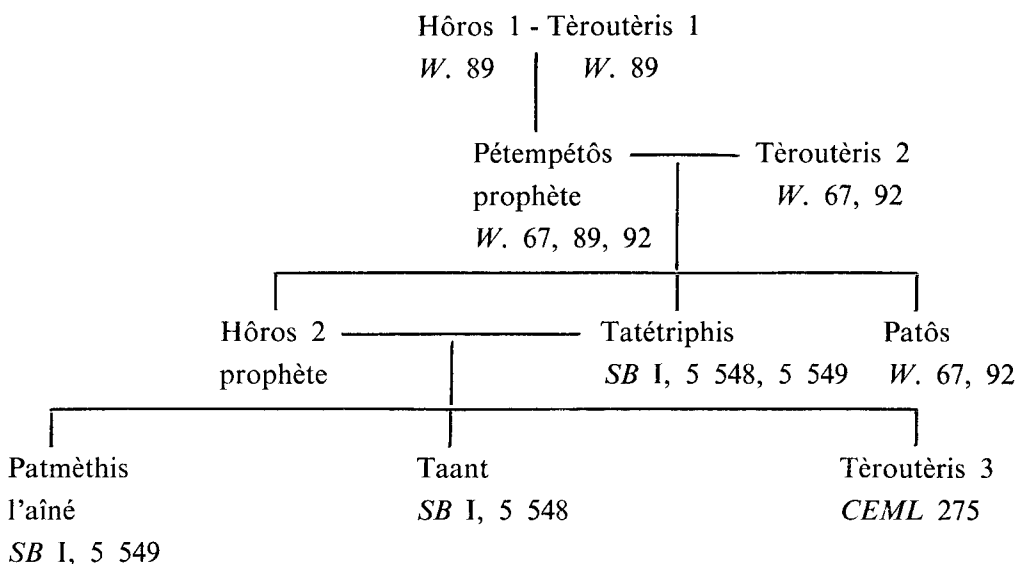 Hôros 1 - Tèroutèris 1
W. 89 W. 89
Pétempétôs Tèroutèris 2
prophète W. 67, 92
W. 67, 89, 92
Hôros 2 Tatétriphis Patôs
prophète SB I, 5 548, 5 549 W. 67, 92
Patmèthis Taant Tèroutèris 3
l'aîné SB I, 5 548 CEML 275
SB I, 5 549